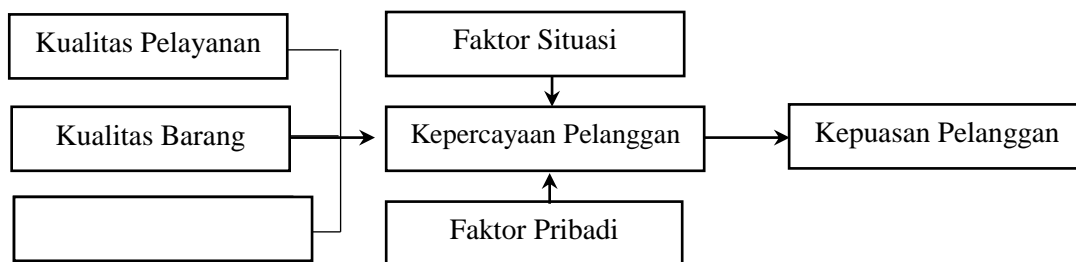 Kualitas Pelayanan
Faktor Situasi
Kualitas Barang
Kepercayaan Pelanggan
Kepuasan Pelanggan
Faktor Pribadi